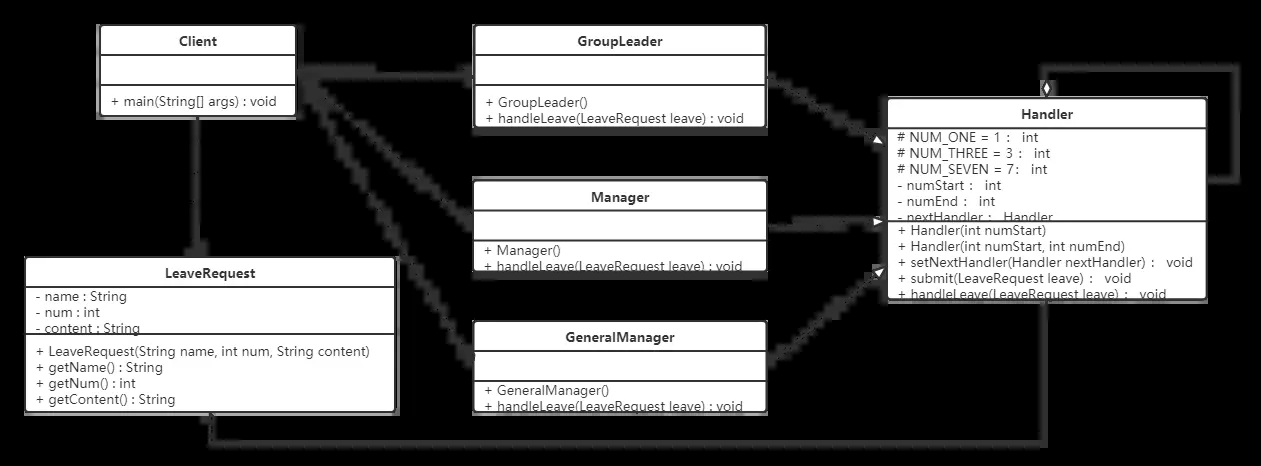 Client
+ main(String[] args) : void
GroupLeader
+ GroupLeader()
+ handleLeave(LeaveRequest leave) : void
Manager
+ Manager()
+ handleLeave(LeaveRequest leave) : void
GeneralManager
+ GeneralManager()
+ handleLeave(LeaveRequest leave) : void
Handler
# NUM_ONE = 1： int
# NUM_THREE = 3： int
# NUM_SEVEN = 7： int
- numStart： int
- numEnd： int
- nextHandler： Handler
+ Handler(int numStart)
+ Handler(int numStart, int numEnd)
+ setNextHandler(Handler nextHandler)： void
+ submit(LeaveRequest leave)： void
+ handleLeave(LeaveRequest leave)： void
LeaveRequest
- name : String
- num : int
- content : String
+ LeaveRequest(String name, int num, String content)
+ getName() : String
+ getNum() : int
+ getContent() : String